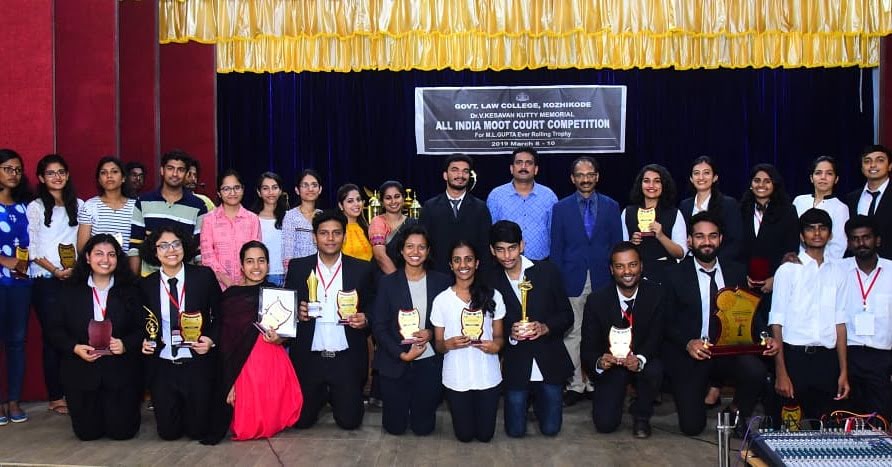 GOVT. LAW COLLEGE, KOZHIKODE
Dr.V.KESAVAN KUTTY MEMORIAL
ALL INDIA MOOT COURT COMPETITION
For M.L.GUPTA Ever Rolling Trophy
2019 March 8 - 10